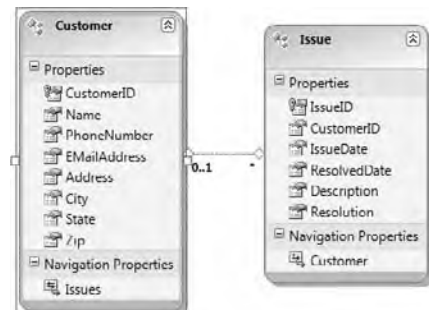 Customer
Properties
CustomerID
Name
PhoneNumber
EMailAddress
Address
City
State
Zip
Navigation Properties
Issues
0..1
*
Issue
Properties
IssueID
CustomerID
IssueDate
ResolvedDate
Description
Resolution
Navigation Properties
Customer